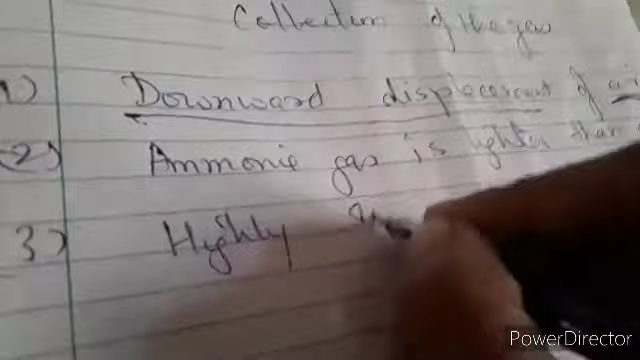 Collection of the gas
1) Downward displacement of
(2) Ammonia gas is lighter than
3) Highly
PowerDirector